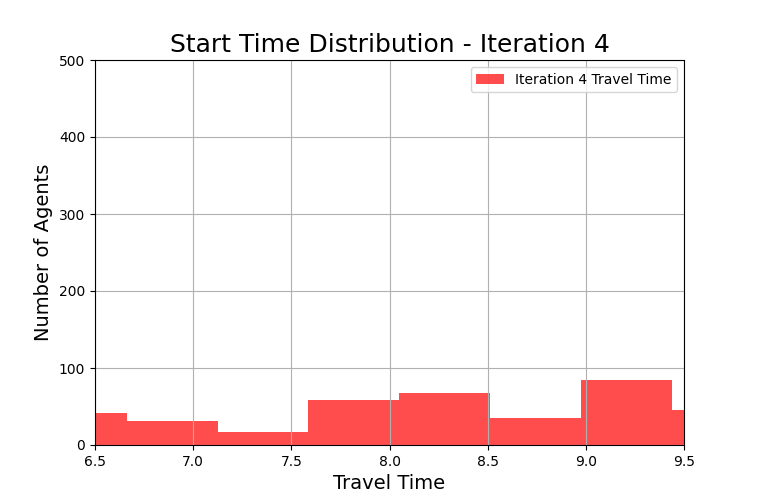 Start Time Distribution - Iteration 4
Iteration 4 Travel Time
Number of Agents
500
400
300
200
100
0
6.5 7.0 7.5 8.0 8.5 9.0 9.5
Travel Time